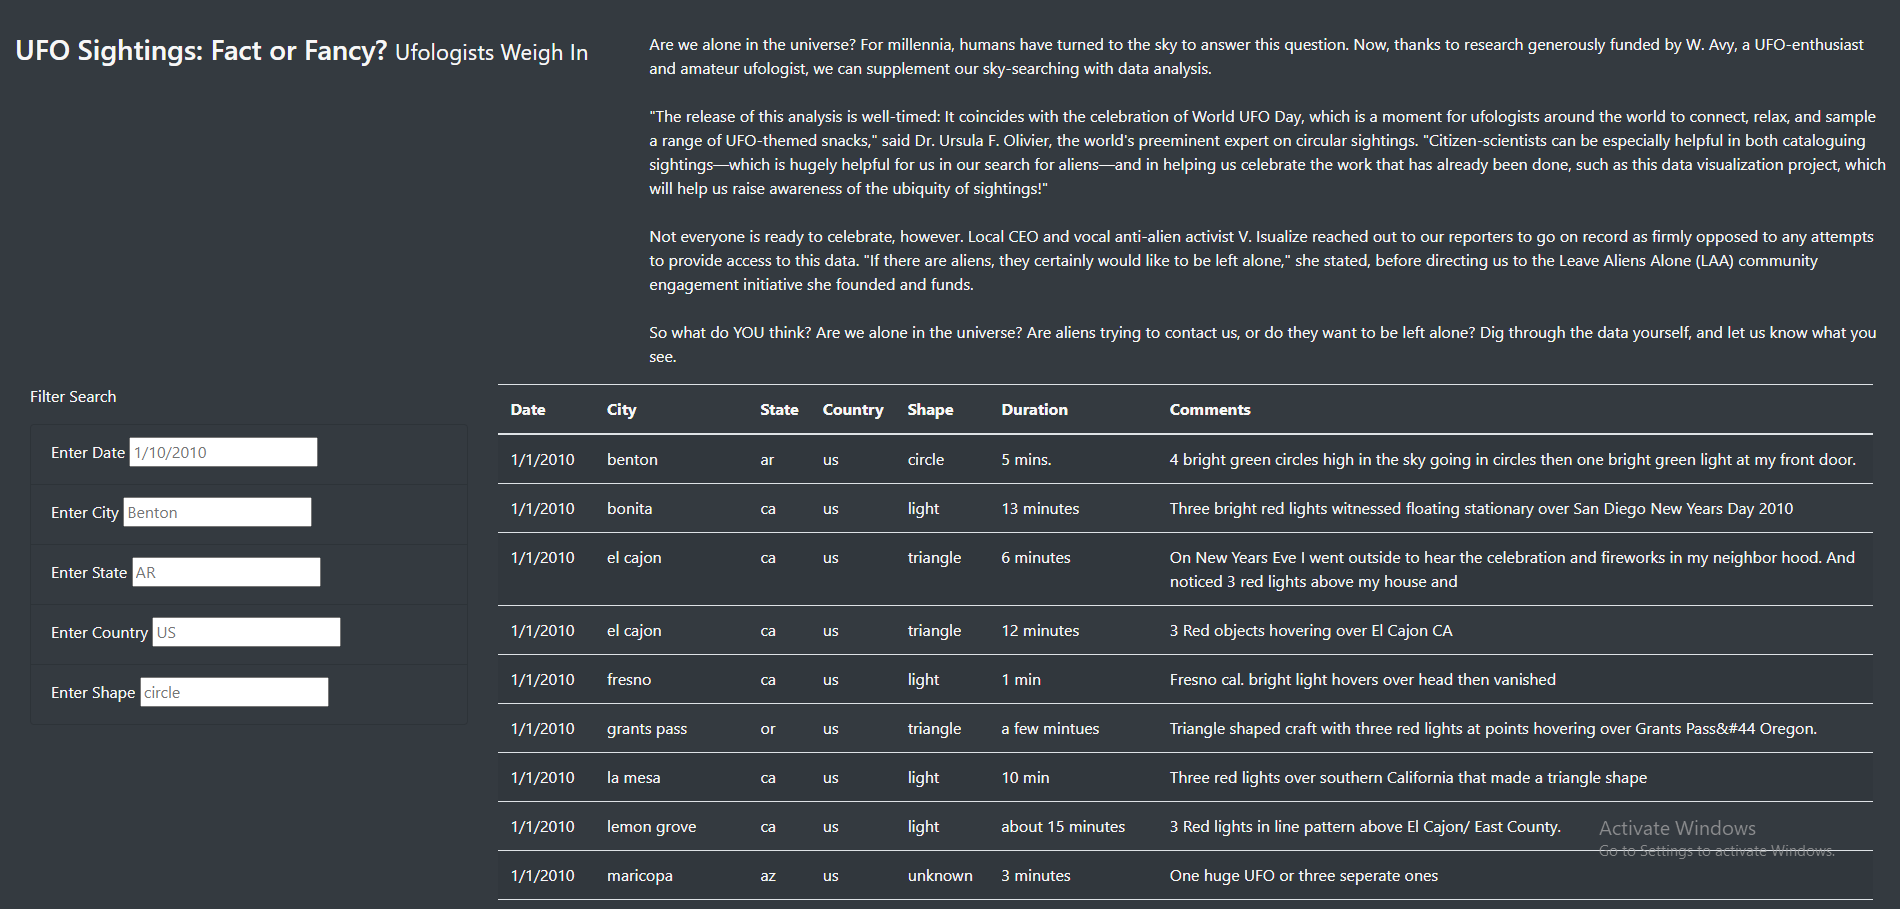 UFO Sightings: Fact or Fancy? Ufologists Weigh In
Are we alone in the universe? For millennia, humans have turned to the sky to answer this question. Now, thanks to research generously funded by W. Avy, a UFO-enthusiast
and amateur ufologist, we can supplement our sky-searching with data analysis.
"The release of this analysis is well-timed: It coincides with the celebration of World UFO Day, which is a moment for ufologists around the world to connect, relax, and sample
a range of UFO-themed snacks," said Dr. Ursula F. Olivier, the world's preeminent expert on circular sightings. "Citizen-scientists can be especially helpful in both cataloguing
sightings—which is hugely helpful for us in our search for aliens—and in helping us celebrate the work that has already been done, such as this data visualization project, which
will help us raise awareness of the ubiquity of sightings!"
Not everyone is ready to celebrate, however. Local CEO and vocal anti-alien activist V. Isualize reached out to our reporters to go on record as firmly opposed to any attempts
to provide access to this data. "If there are aliens, they certainly would like to be left alone," she stated, before directing us to the Leave Aliens Alone (LAA) community
engagement initiative she founded and funds.
So what do YOU think? Are we alone in the universe? Are aliens trying to contact us, or do they want to be left alone? Dig through the data yourself, and let us know what you
see.
Filter Search
Enter Date 1/10/2010
Enter City Benton
Enter State AR
Enter Country US
Enter Shape circle
Date City State Country Shape Duration Comments
1/1/2010 benton ar us circle 5 mins. 4 bright green circles high in the sky going in circles then one bright green light at my front door.
1/1/2010 bonita ca us light 13 minutes Three bright red lights witnessed floating stationary over San Diego New Years Day 2010
1/1/2010 el cajon ca us triangle 6 minutes On New Years Eve I went outside to hear the celebration and fireworks in my neighbor hood. And
noticed 3 red lights above my house and
1/1/2010 el cajon ca us triangle 12 minutes 3 Red objects hovering over El Cajon CA
1/1/2010 fresno ca us light 1 min Fresno cal. bright light hovers over head then vanished
1/1/2010 grants pass or us triangle a few mintues Triangle shaped craft with three red lights at points hovering over Grants Pass&#44 Oregon.
1/1/2010 la mesa ca us light 10 min Three red lights over southern California that made a triangle shape
1/1/2010 lemon grove ca us light about 15 minutes 3 Red lights in line pattern above El Cajon/ East County.
1/1/2010 maricopa az us unknown 3 minutes One huge UFO or three seperate ones
Activate Windows
Go to Settings to activate Windows.